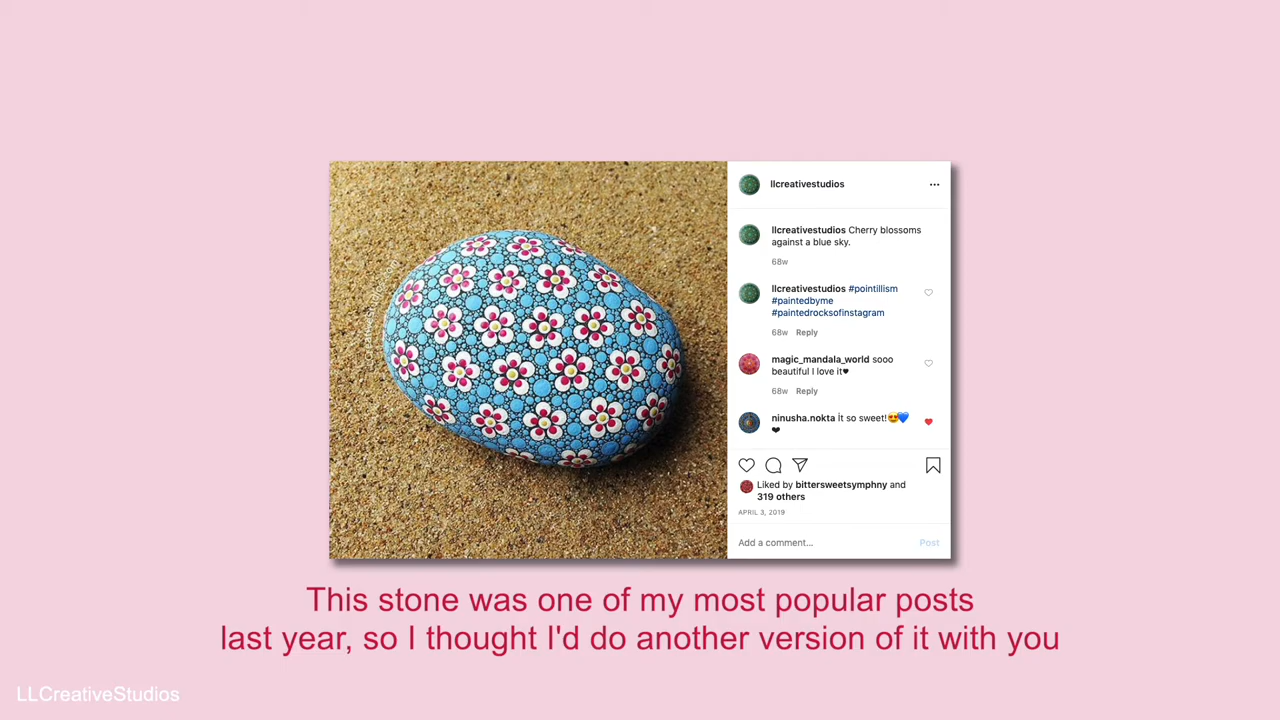 llcreativestudios
llcreativestudios Cherry blossoms
against a blue sky.
68w
llcreativestudios #pointillism
#paintedbyme
#paintedrocksofinstagram
68w Reply
magic_mandala_world sooo
beautiful I love it♥
68w Reply
ninusha.nokta İt so sweet!😍💙
❤
Liked by bittersweetsymphny and
319 others
APRIL 3, 2019
Add a comment... Post
This stone was one of my most popular posts
last year, so I thought I'd do another version of it with you
LLCreativeStudios